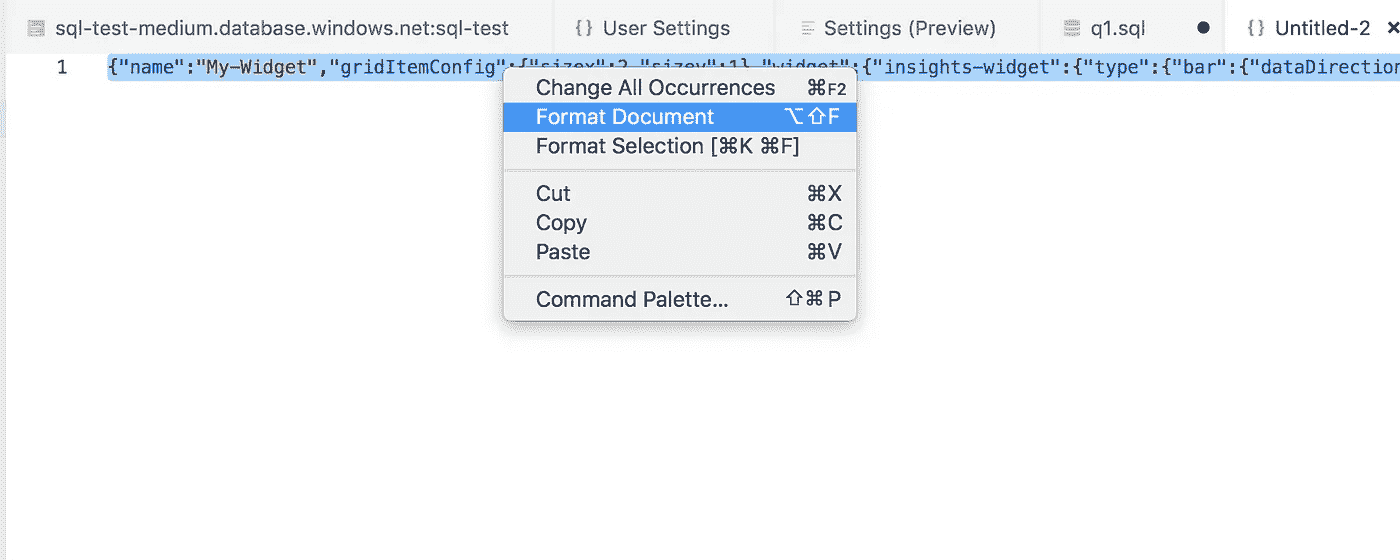 sql-test-medium.database.windows.net:sql-test {} User Settings Settings (Preview) q1.sql ● {} Untitled-2 ×
1 {"name":"My-Widget","gridItemConfig":{"sizex":2,"sizey":1},"widget":{"insights-widget":{"type":{"bar":{"dataDirection
Change All Occurrences ⌘F2
Format Document ⌥⇧F
Format Selection [⌘K ⌘F]
Cut ⌘X
Copy ⌘C
Paste ⌘V
Command Palette... ⇧⌘P